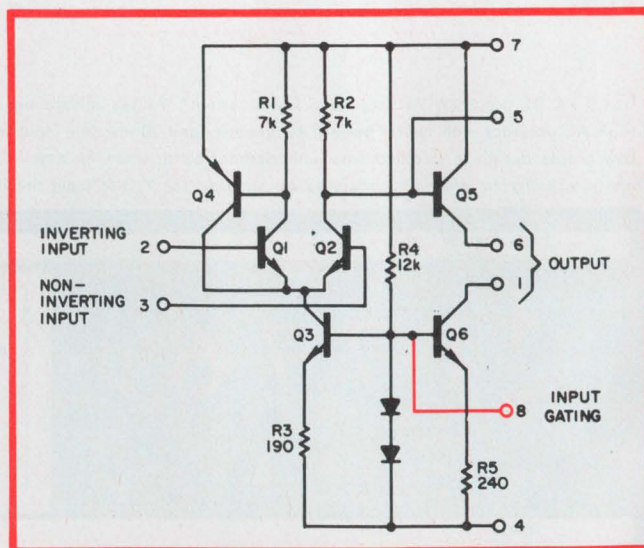 7
R1
7k
R2
7k
5
Q4
Q5
INVERTING
INPUT
2
Q1
Q2
R4
12k
6
OUTPUT
NON-
INVERTING
INPUT
3
1
Q3
Q6
INPUT
GATING
8
R3
190
R5
240
4